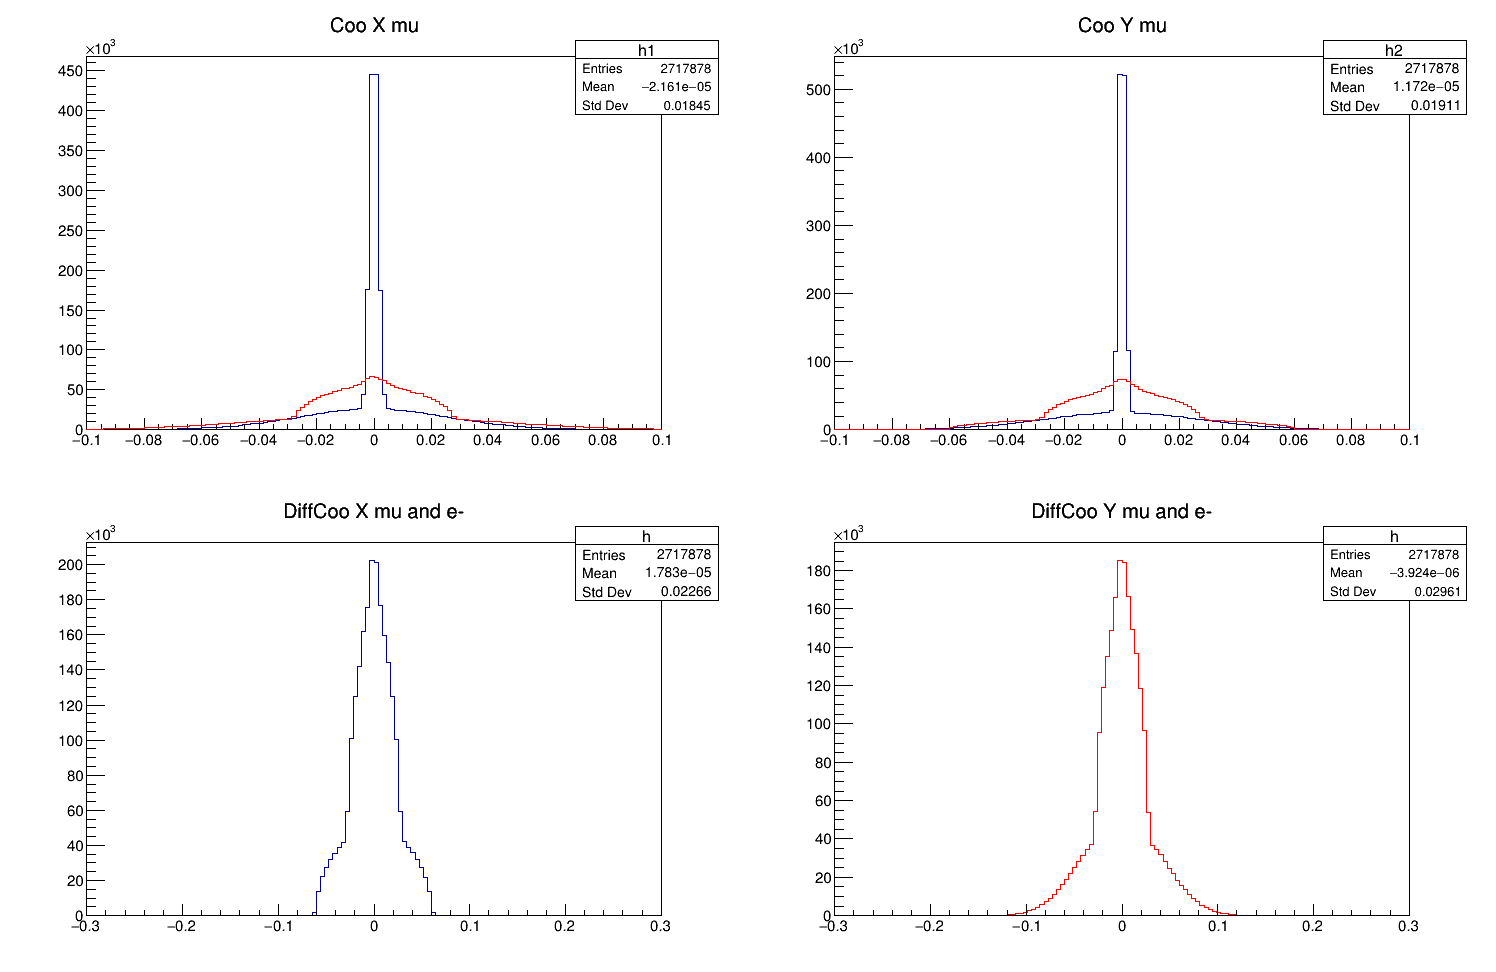 Coo X mu
×10³
h1
Entries 2717878
Mean −2.161e−05
Std Dev 0.01845
450
400
350
300
250
200
150
100
50
0
−0.1 −0.08 −0.06 −0.04 −0.02 0 0.02 0.04 0.06 0.08 0.1
Coo Y mu
×10³
h2
Entries 2717878
Mean 1.172e−05
Std Dev 0.01911
500
400
300
200
100
0
−0.1 −0.08 −0.06 −0.04 −0.02 0 0.02 0.04 0.06 0.08 0.1
DiffCoo X mu and e-
×10³
h
Entries 2717878
Mean 1.783e−05
Std Dev 0.02266
200
180
160
140
120
100
80
60
40
20
0
−0.3 −0.2 −0.1 0 0.1 0.2 0.3
DiffCoo Y mu and e-
×10³
h
Entries 2717878
Mean −3.924e−06
Std Dev 0.02961
180
160
140
120
100
80
60
40
20
0
−0.3 −0.2 −0.1 0 0.1 0.2 0.3